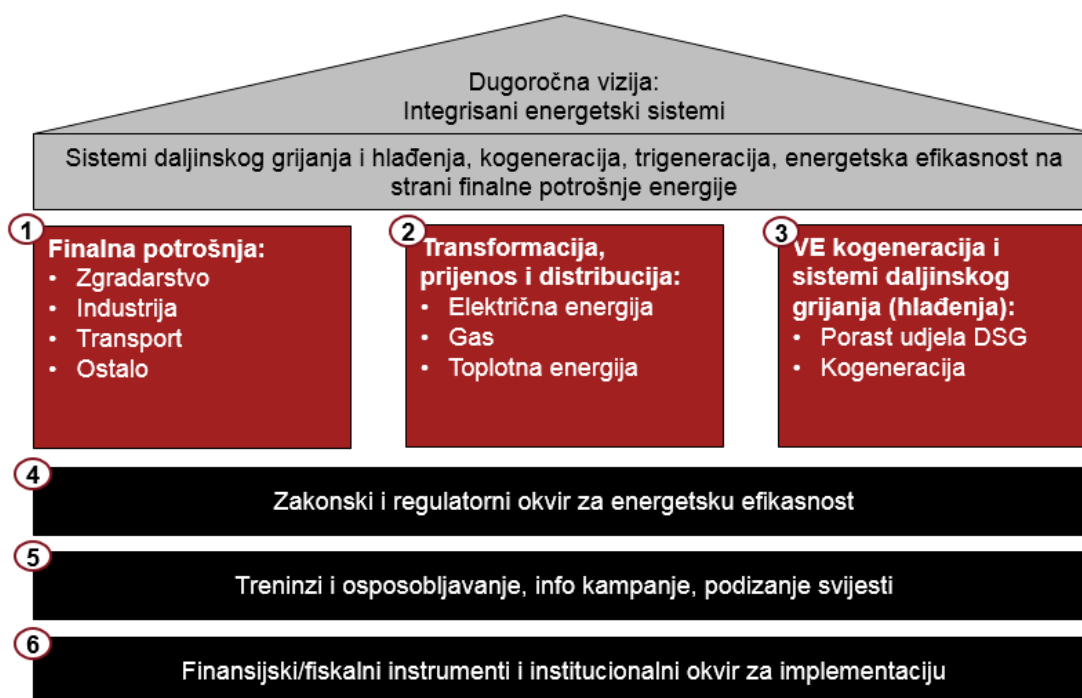 Dugoročna vizija:
Integrisani energetski sistemi
Sistemi daljinskog grijanja i hlađenja, kogeneracija, trigeneracija, energetska efikasnost na
strani finalne potrošnje energije
1
Finalna potrošnja:
• Zgradarstvo
• Industrija
• Transport
• Ostalo
2
Transformacija,
prijenos i distribucija:
• Električna energija
• Gas
• Toplotna energija
3
VE kogeneracija i
sistemi daljinskog
grijanja (hlađenja):
• Porast udjela DSG
• Kogeneracija
4
Zakonski i regulatorni okvir za energetsku efikasnost
5
Treninzi i osposobljavanje, info kampanje, podizanje svijesti
6
Finansijski/fiskalni instrumenti i institucionalni okvir za implementaciju